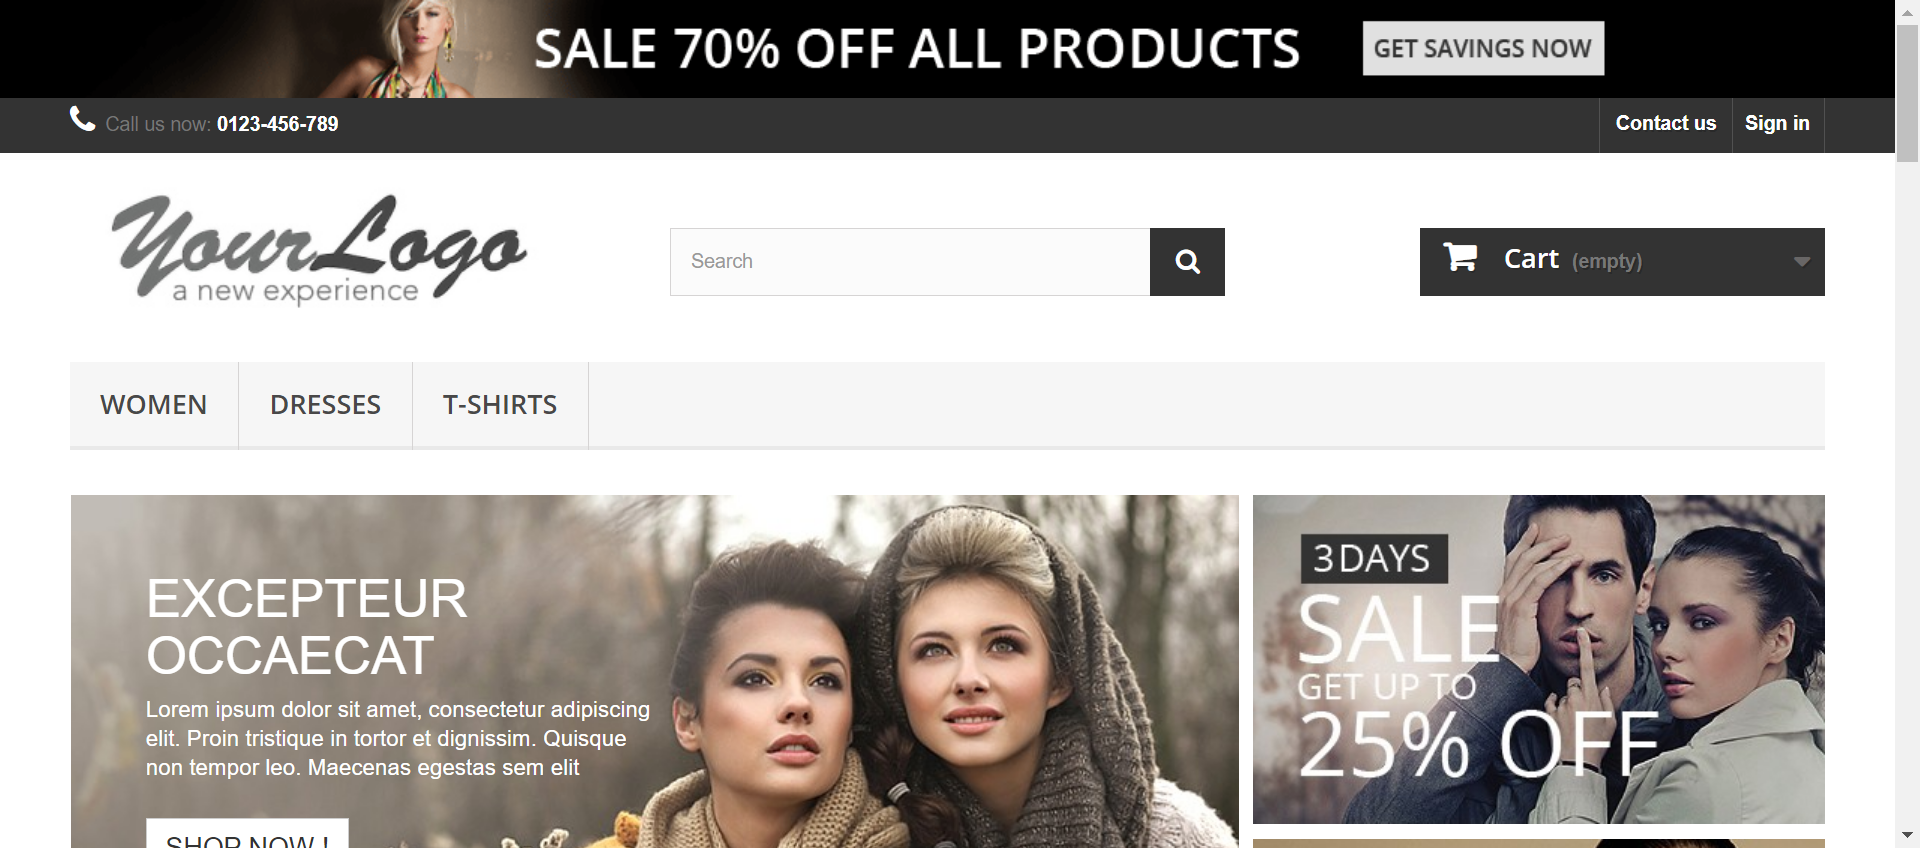 SALE 70% OFF ALL PRODUCTS
GET SAVINGS NOW
Call us now: 0123-456-789
Contact us
Sign in
Your Logo
a new experience
Search
Cart (empty)
WOMEN
DRESSES
T-SHIRTS
EXCEPTEUR
OCCAECAT
Lorem ipsum dolor sit amet, consectetur adipiscing
elit. Proin tristique in tortor et dignissim. Quisque
non tempor leo. Maecenas egestas sem elit
SHOP NOW !
3 DAYS
SALE
GET UP TO
25% OFF